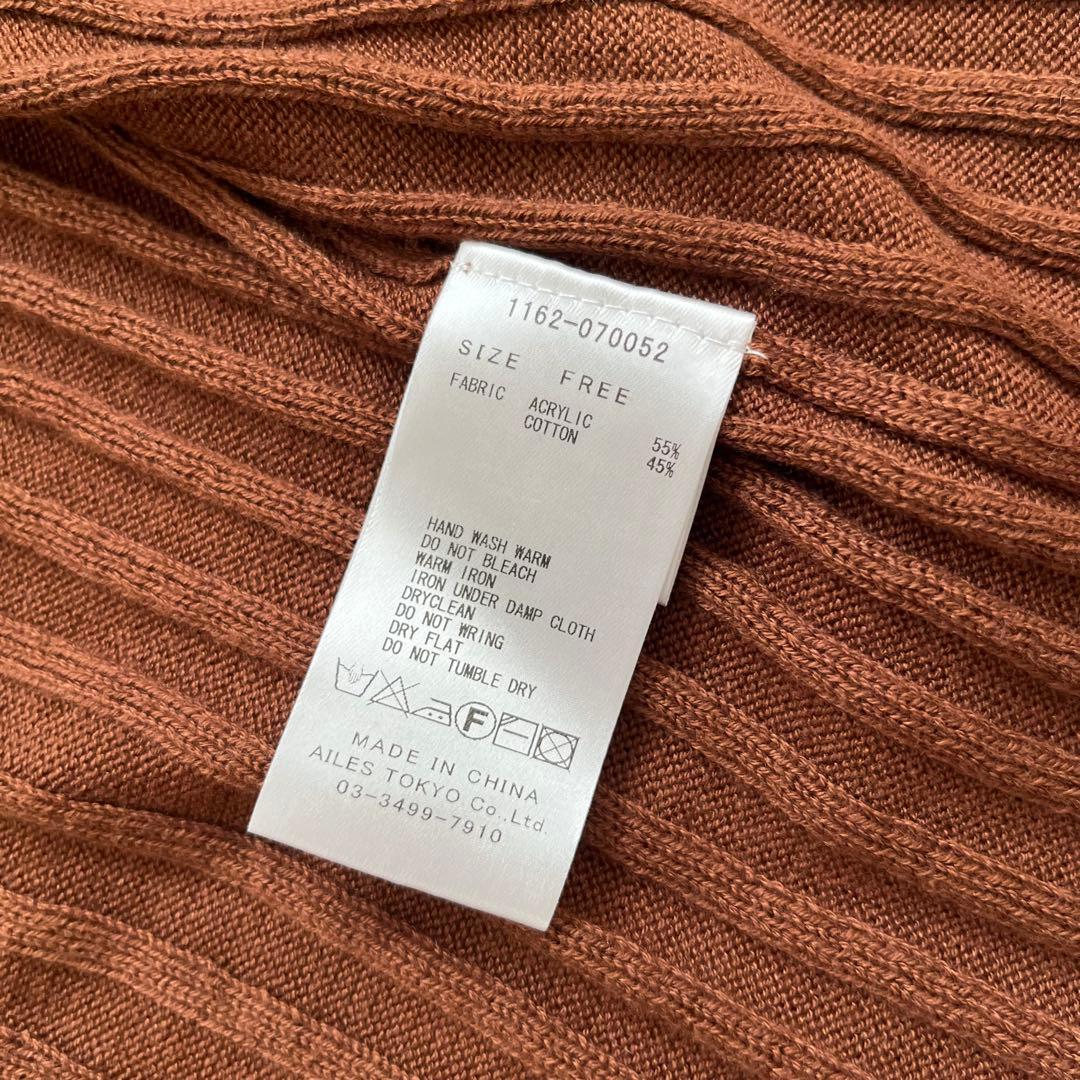 1162-070052
SIZE FREE
FABRIC ACRYLIC 55%
COTTON 45%
HAND WASH WARM
DO NOT BLEACH
WARM IRON
IRON UNDER DAMP CLOTH
DRYCLEAN
DO NOT WRING
DRY FLAT
DO NOT TUMBLE DRY
F
MADE IN CHINA
AILES TOKYO Co.,Ltd.
03-3499-7910